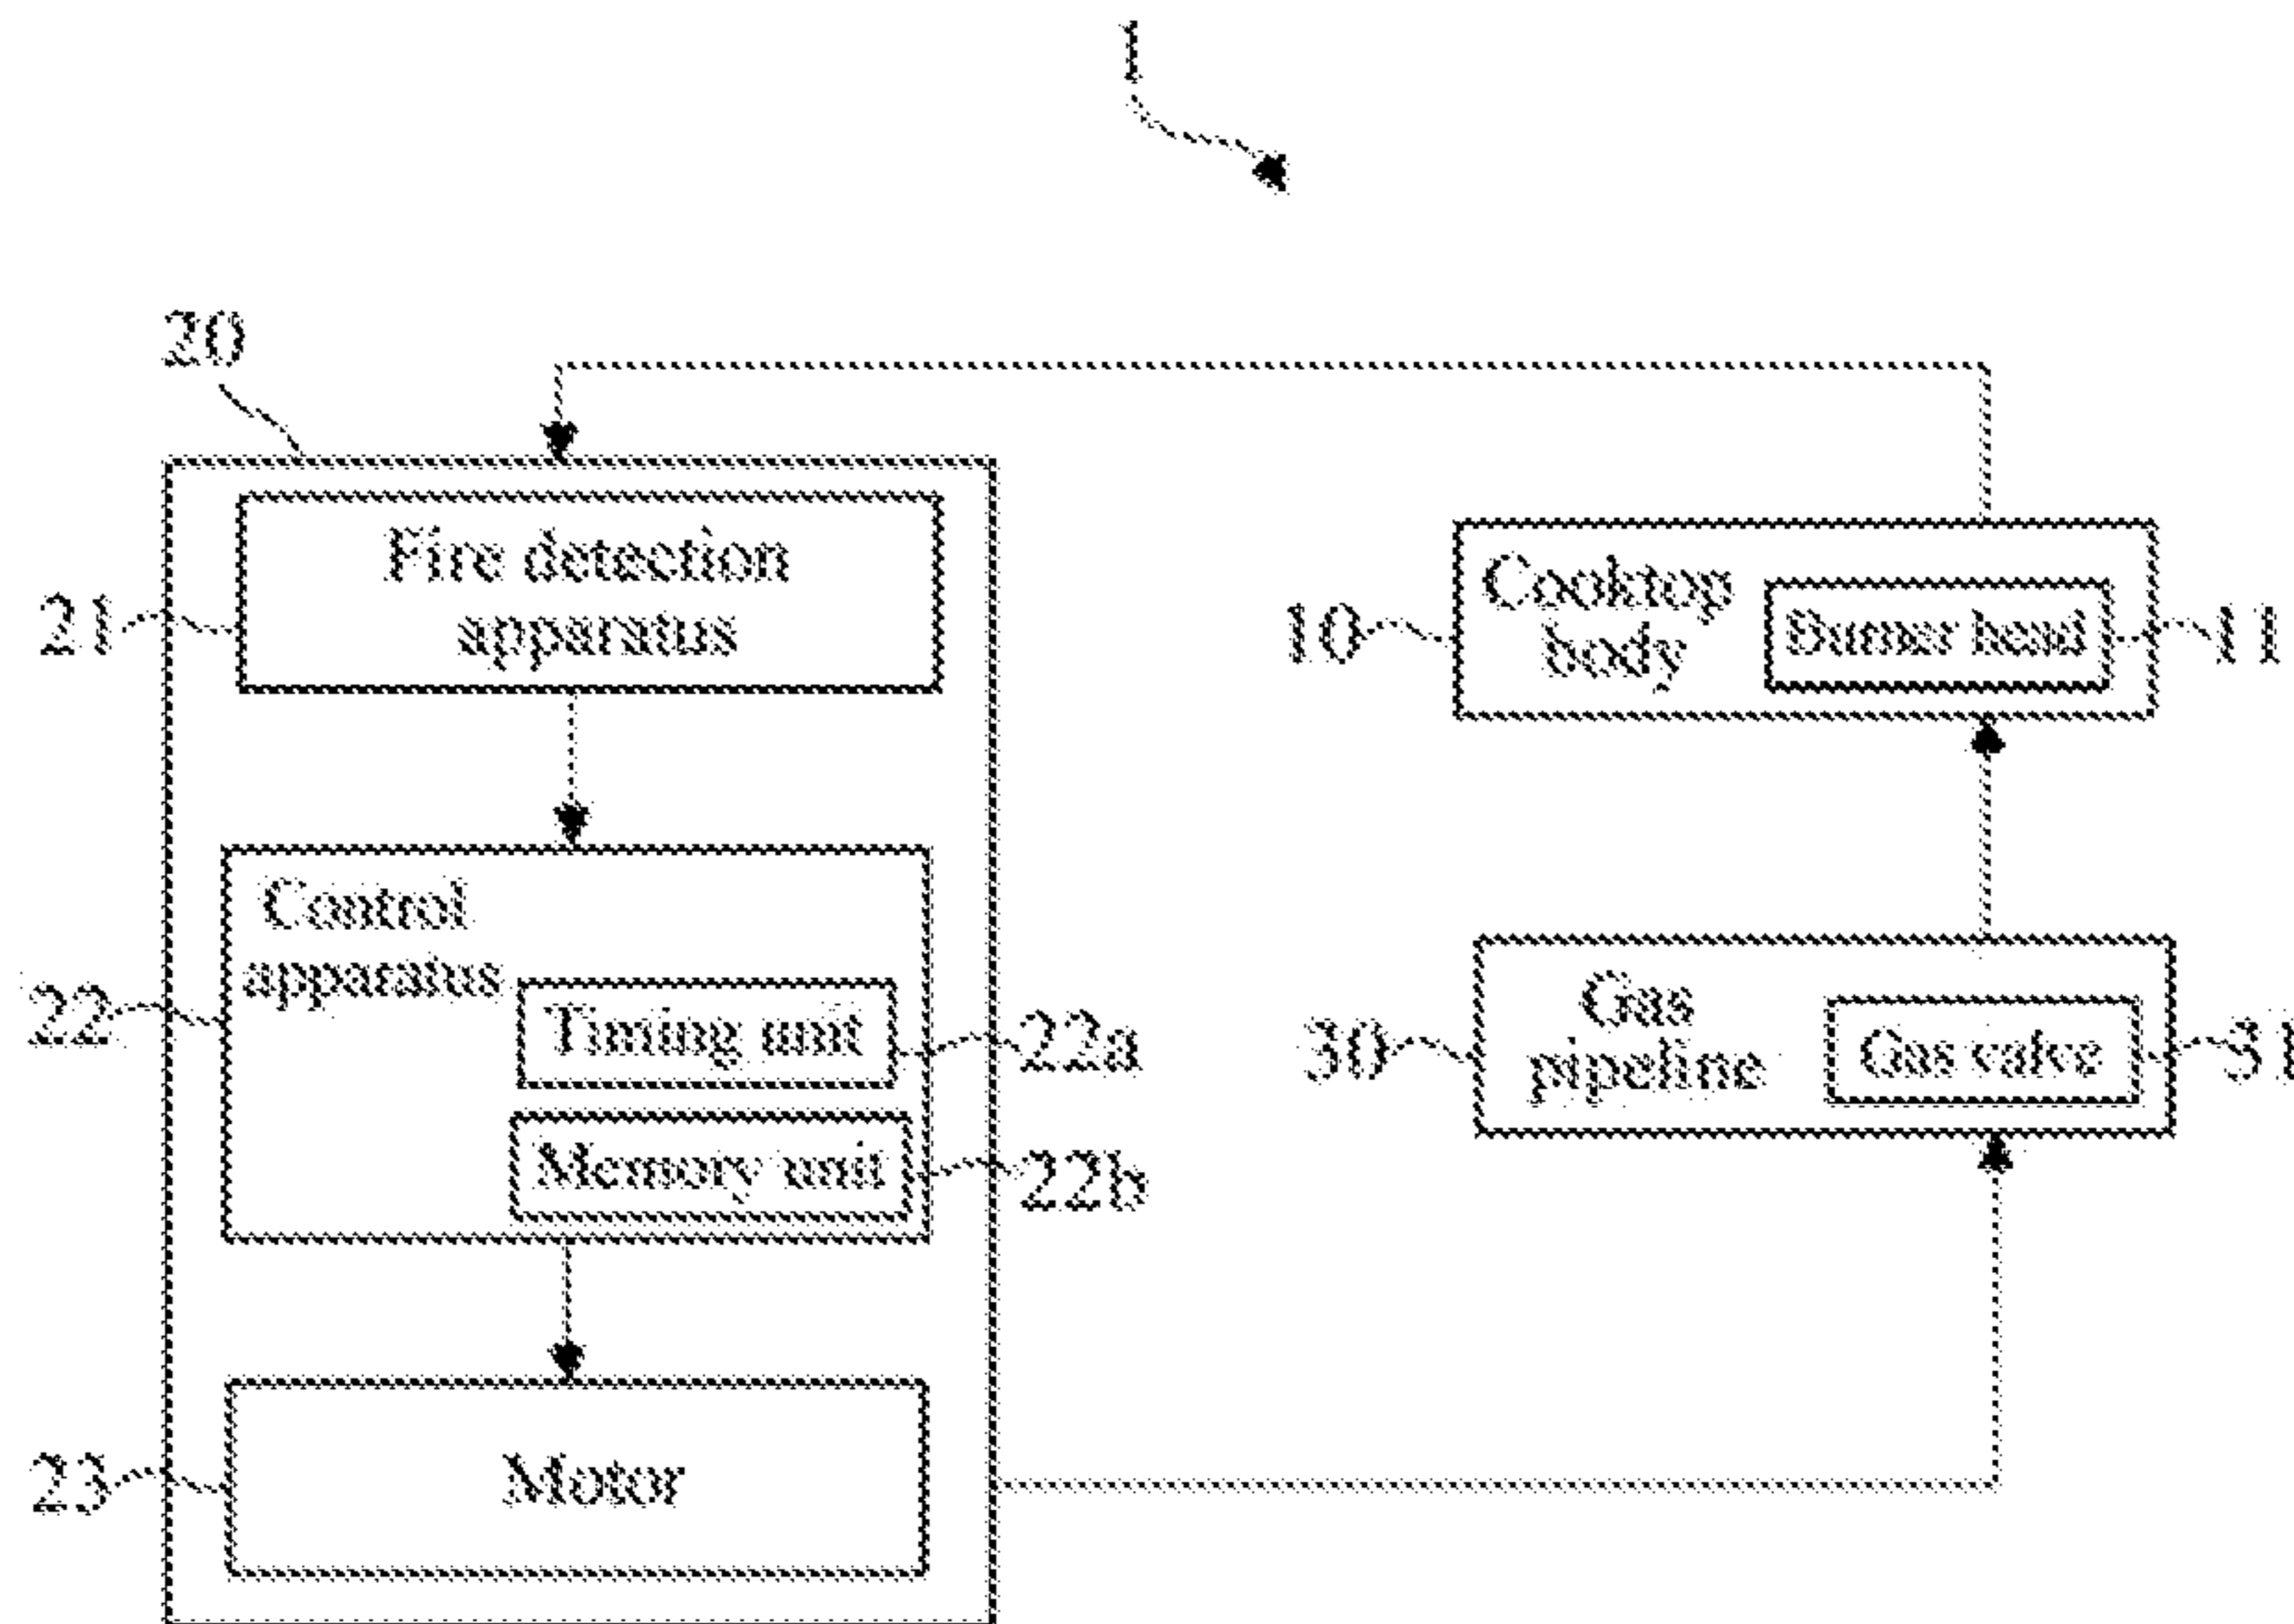 1
20
Fire detection
apparatus
21
Cooktop
body
Burner head
10
11
Control
apparatus
22
Timing unit
22a
Memory unit
22b
Gas
pipeline
Gas valve
30
31
Motor
23